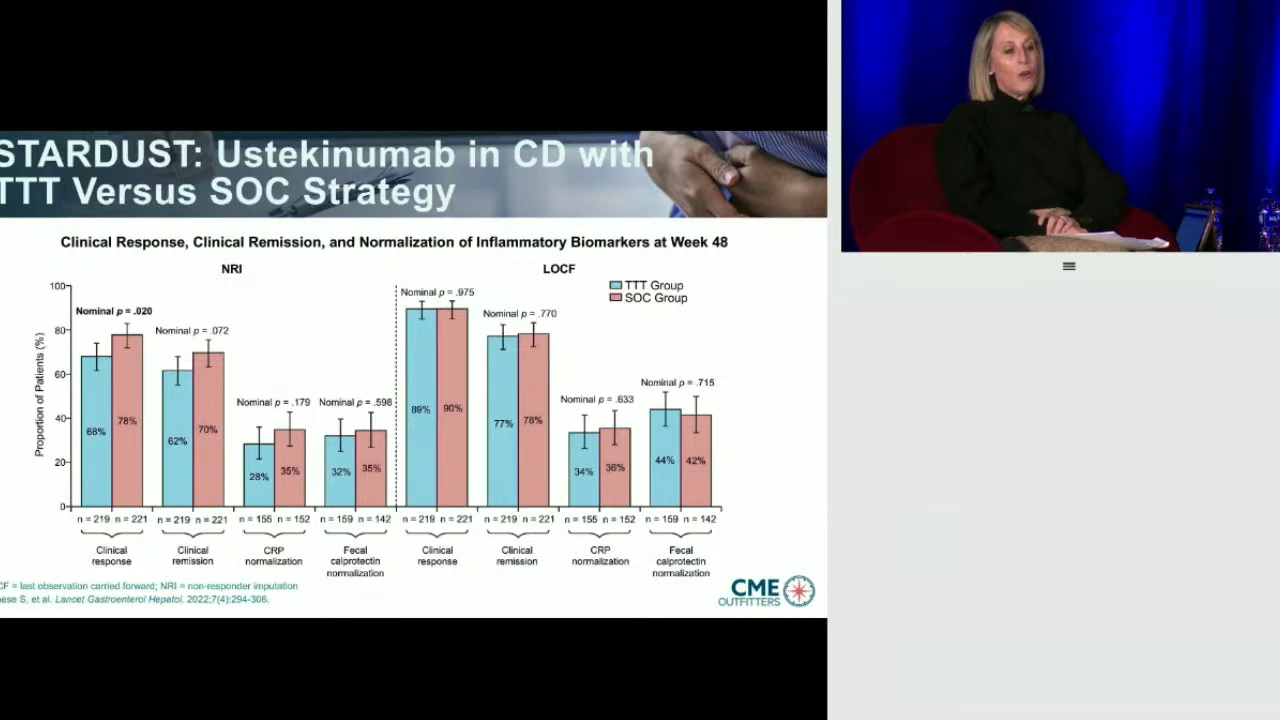 STARDUST: Ustekinumab in CD with
TTT Versus SOC Strategy
Clinical Response, Clinical Remission, and Normalization of Inflammatory Biomarkers at Week 48
NRI
LOCF
TTT Group
SOC Group
Proportion of Patients (%)
100
80
60
40
20
0
Nominal p = .020
Nominal p = .072
Nominal p = .179
Nominal p = .598
Nominal p = .975
Nominal p = .770
Nominal p = .633
Nominal p = .715
68% 78% 62% 70% 28% 35% 32% 35% 89% 90% 77% 78% 34% 36% 44% 42%
n = 219 n = 221 n = 219 n = 221 n = 155 n = 152 n = 159 n = 142 n = 219 n = 221 n = 219 n = 221 n = 155 n = 152 n = 159 n = 142
Clinical
response
Clinical
remission
CRP
normalization
Fecal
calprotectin
normalization
Clinical
response
Clinical
remission
CRP
normalization
Fecal
calprotectin
normalization
CF = last observation carried forward; NRI = non-responder imputation
nese S, et al. Lancet Gastroenterol Hepatol. 2022;7(4):294-306.
CME
OUTFITTERS